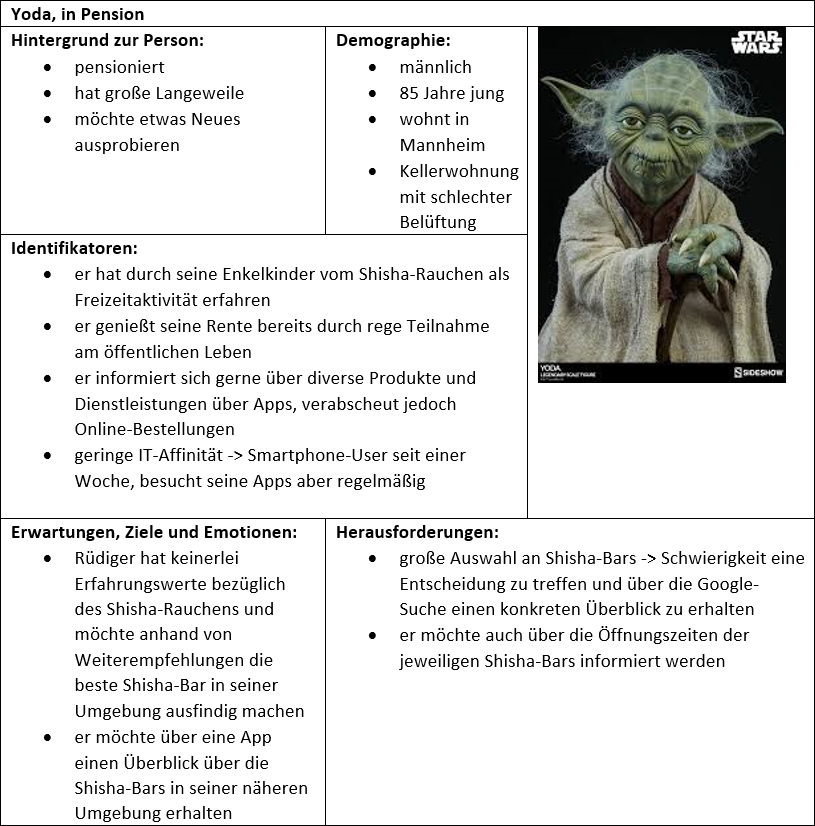 Yoda, in Pension
Hintergrund zur Person:
• pensioniert
• hat große Langeweile
• möchte etwas Neues
ausprobieren
Demographie:
• männlich
• 85 Jahre jung
• wohnt in
Mannheim
• Kellerwohnung
mit schlechter
Belüftung
STAR
WARS
YODA
LEGENDARY SCALE FIGURE
SIDESHOW
Identifikatoren:
• er hat durch seine Enkelkinder vom Shisha-Rauchen als
Freizeitaktivität erfahren
• er genießt seine Rente bereits durch rege Teilnahme
am öffentlichen Leben
• er informiert sich gerne über diverse Produkte und
Dienstleistungen über Apps, verabscheut jedoch
Online-Bestellungen
• geringe IT-Affinität -> Smartphone-User seit einer
Woche, besucht seine Apps aber regelmäßig
Erwartungen, Ziele und Emotionen:
• Rüdiger hat keinerlei
Erfahrungswerte bezüglich
des Shisha-Rauchens und
möchte anhand von
Weiterempfehlungen die
beste Shisha-Bar in seiner
Umgebung ausfindig machen
• er möchte über eine App
einen Überblick über die
Shisha-Bars in seiner näheren
Umgebung erhalten
Herausforderungen:
• große Auswahl an Shisha-Bars -> Schwierigkeit eine
Entscheidung zu treffen und über die Google-
Suche einen konkreten Überblick zu erhalten
• er möchte auch über die Öffnungszeiten der
jeweiligen Shisha-Bars informiert werden